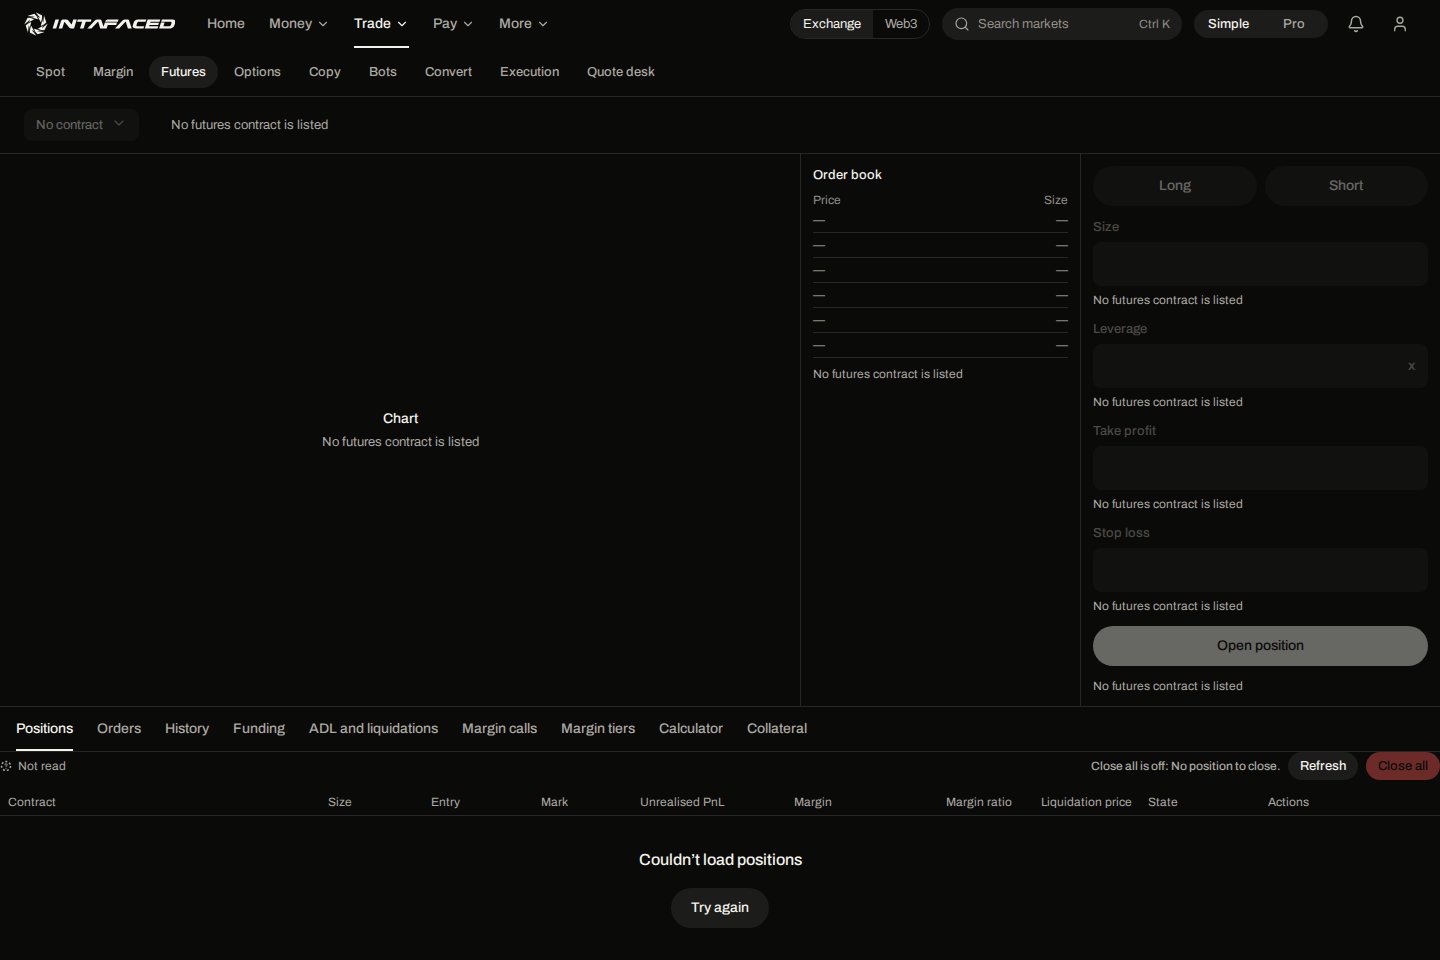 INTAFACED Home Money Trade Pay More Exchange Web3 Search markets Ctrl K Simple Pro
Spot Margin Futures Options Copy Bots Convert Execution Quote desk
No contract No futures contract is listed
Chart
No futures contract is listed
Order book
Price Size
— —
— —
— —
— —
— —
— —
No futures contract is listed
Long Short
Size
No futures contract is listed
Leverage
x
No futures contract is listed
Take profit
No futures contract is listed
Stop loss
No futures contract is listed
Open position
No futures contract is listed
Positions Orders History Funding ADL and liquidations Margin calls Margin tiers Calculator Collateral
Not read Close all is off: No position to close. Refresh Close all
Contract Size Entry Mark Unrealised PnL Margin Margin ratio Liquidation price State Actions
Couldn’t load positions
Try again